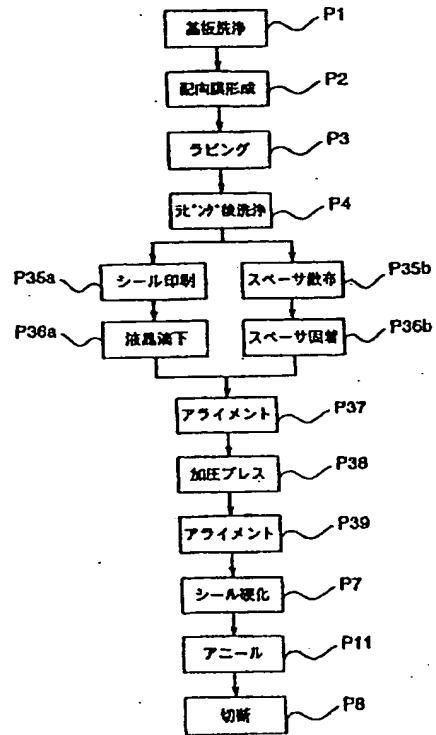 基板洗浄 P1
配向膜形成 P2
ラビング P3
ラビング後洗浄 P4
P35a シール印刷 スペーサ散布 P35b
P36a 液晶滴下 スペーサ固着 P36b
アライメント P37
加圧プレス P38
アライメント P39
シール硬化 P7
アニール P11
切断 P8